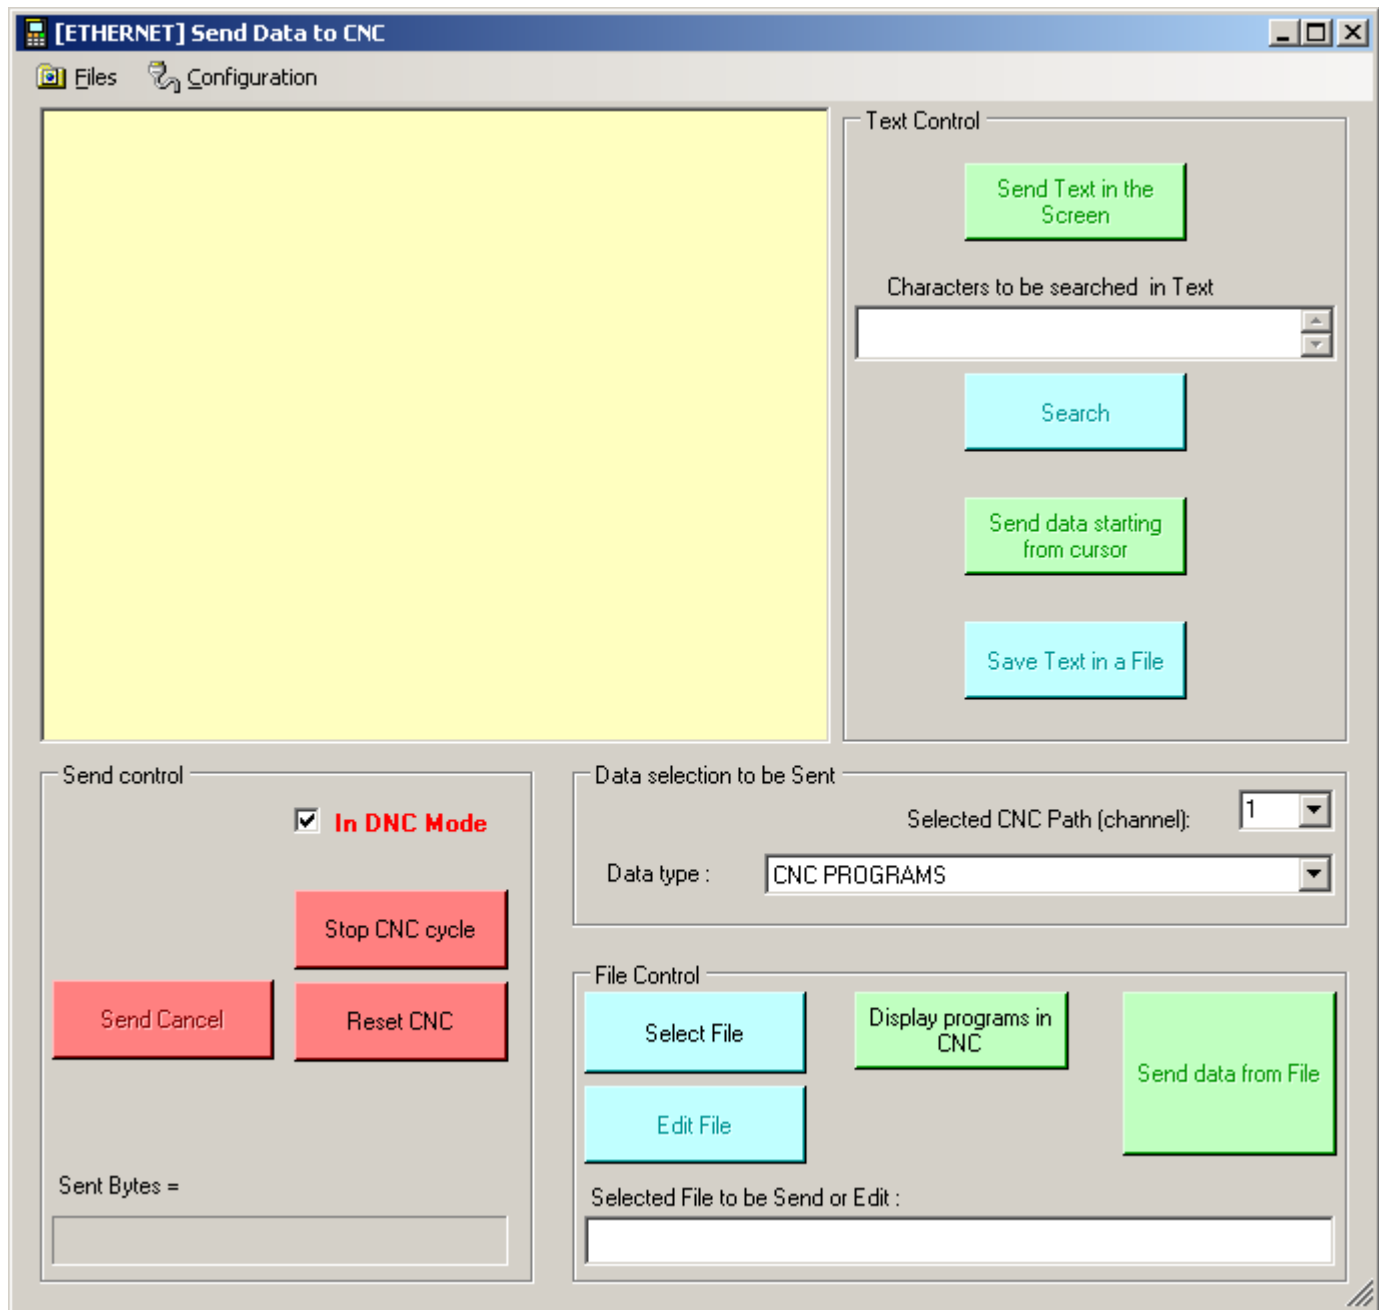 [ETHERNET] Send Data to CNC
Files Configuration
Text Control
Send Text in the
Screen
Characters to be searched in Text
Search
Send data starting
from cursor
Save Text in a File
Send control
In DNC Mode
Stop CNC cycle
Send Cancel
Reset CNC
Sent Bytes =
Data selection to be Sent
Selected CNC Path (channel): 1
Data type : CNC PROGRAMS
File Control
Select File
Display programs in
CNC
Send data from File
Edit File
Selected File to be Send or Edit :